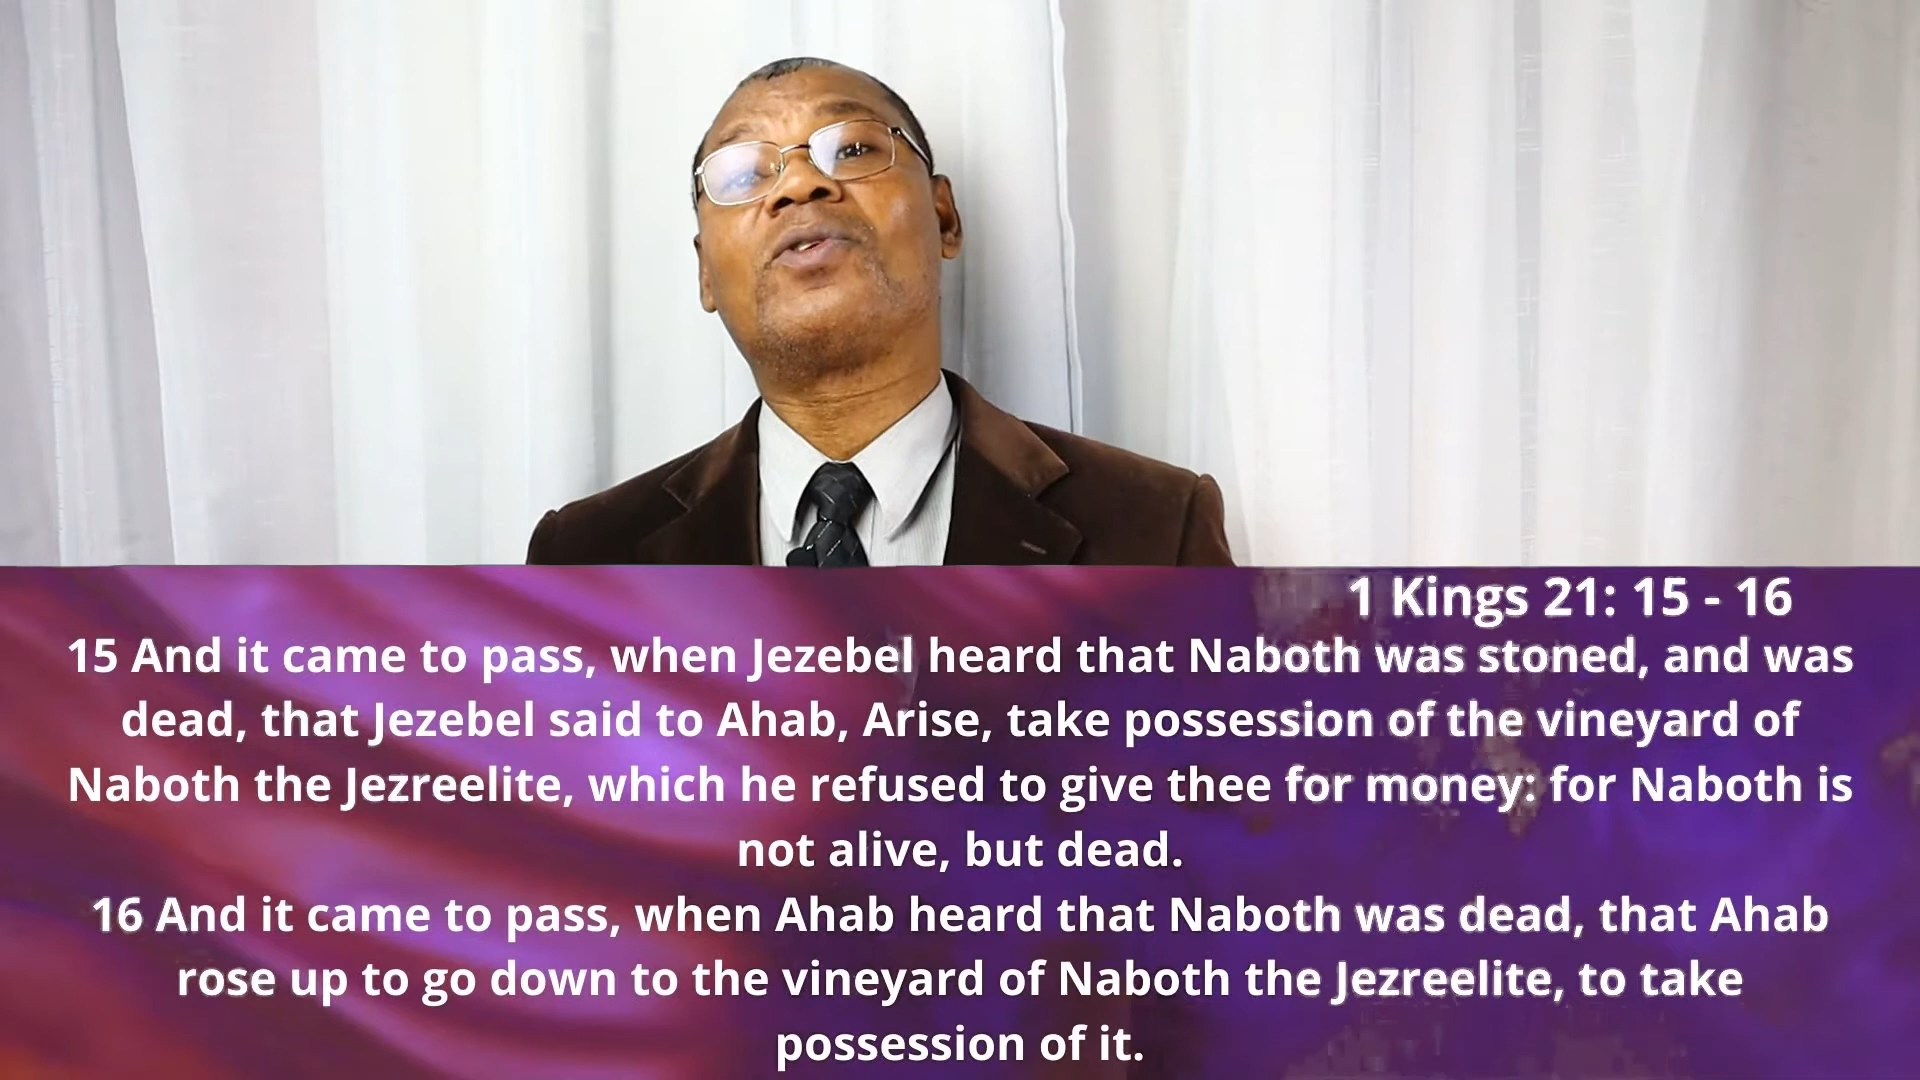 1 Kings 21: 15 - 16
15 And it came to pass, when Jezebel heard that Naboth was stoned, and was
dead, that Jezebel said to Ahab, Arise, take possession of the vineyard of
Naboth the Jezreelite, which he refused to give thee for money: for Naboth is
not alive, but dead.
16 And it came to pass, when Ahab heard that Naboth was dead, that Ahab
rose up to go down to the vineyard of Naboth the Jezreelite, to take
possession of it.